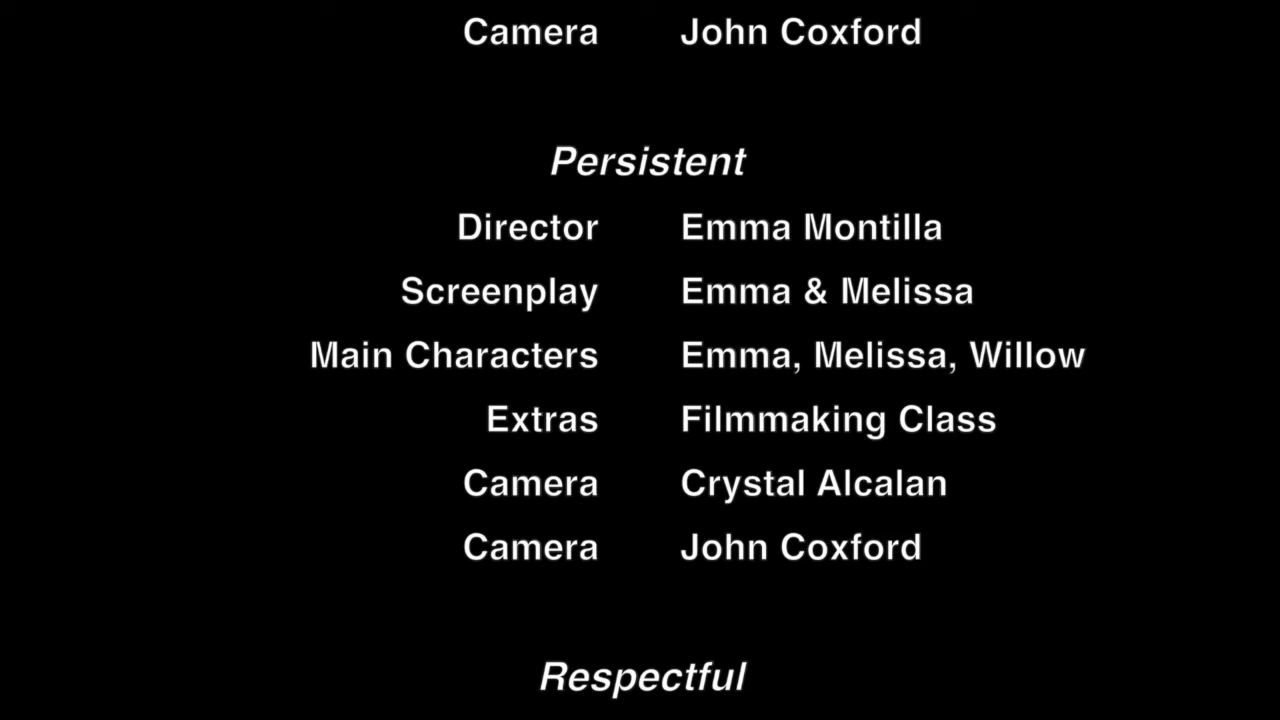 Camera John Coxford
Persistent
Director Emma Montilla
Screenplay Emma & Melissa
Main Characters Emma, Melissa, Willow
Extras Filmmaking Class
Camera Crystal Alcalan
Camera John Coxford
Respectful